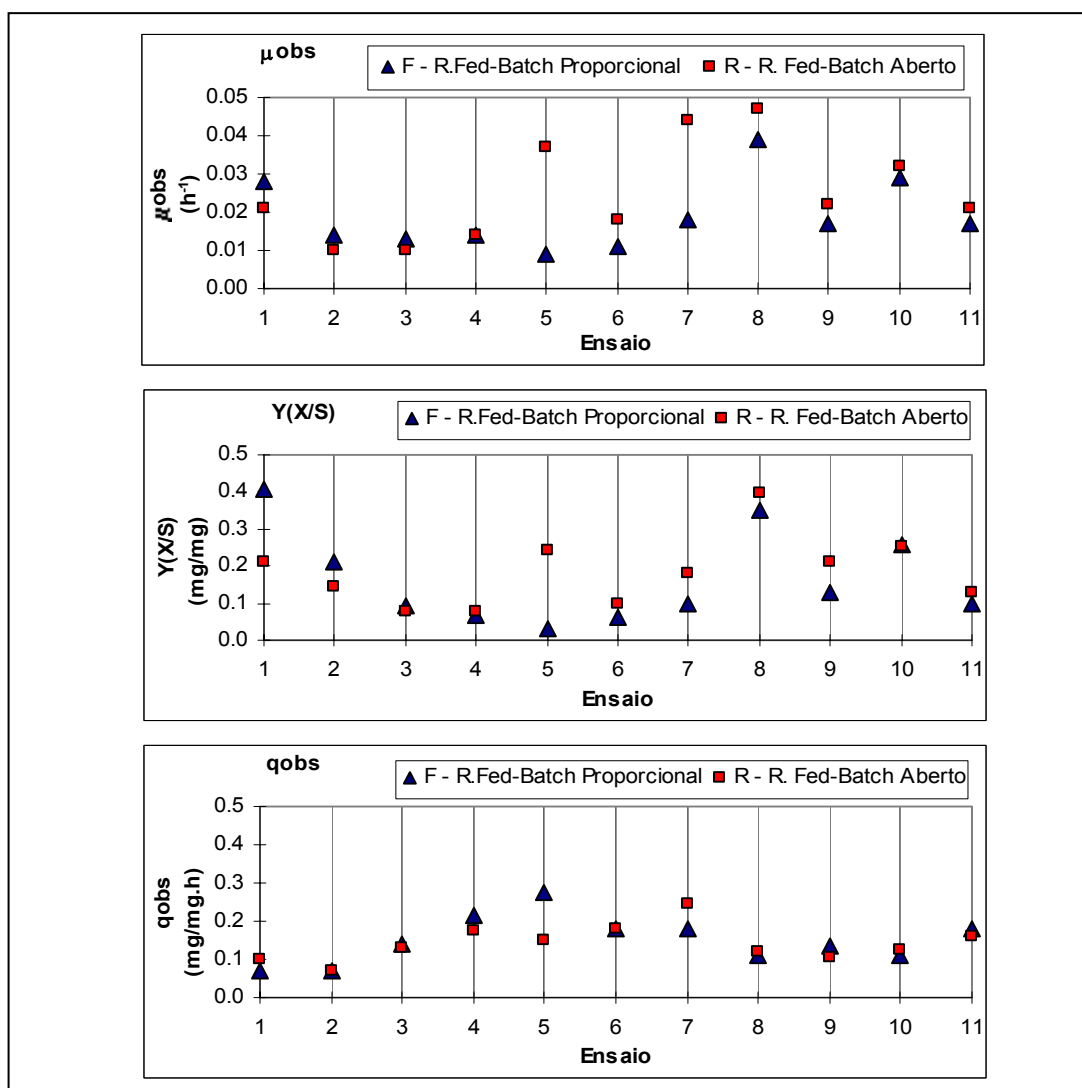 μobs
F - R.Fed-Batch Proporcional R - R. Fed-Batch Aberto
0.05
0.04
0.03
0.02
0.01
0.00
μobs
(h⁻¹)
1 2 3 4 5 6 7 8 9 10 11
Ensaio
Y(X/S)
F - R.Fed-Batch Proporcional R - R. Fed-Batch Aberto
0.5
0.4
0.3
0.2
0.1
0.0
Y(X/S)
(mg/mg)
1 2 3 4 5 6 7 8 9 10 11
Ensaio
qobs
F - R.Fed-Batch Proporcional R - R. Fed-Batch Aberto
0.5
0.4
0.3
0.2
0.1
0.0
qobs
(mg/mg.h)
1 2 3 4 5 6 7 8 9 10 11
Ensaio